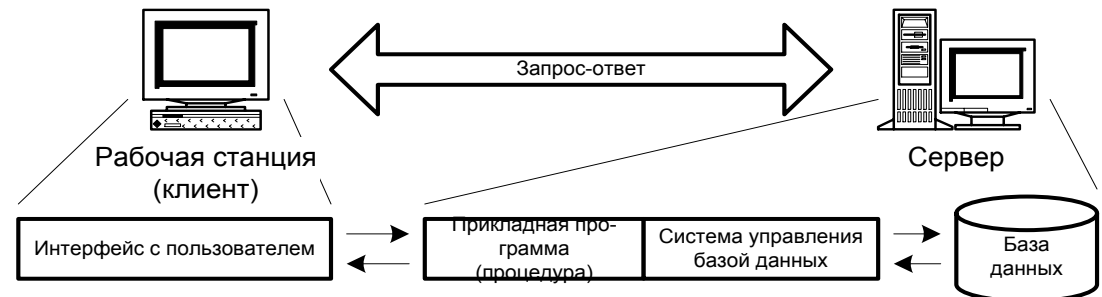 Запрос-ответ
Рабочая станция
(клиент)
Сервер
Интерфейс с пользователем
Прикладная про-
грамма
(процедура)
Система управления
базой данных
База
данных